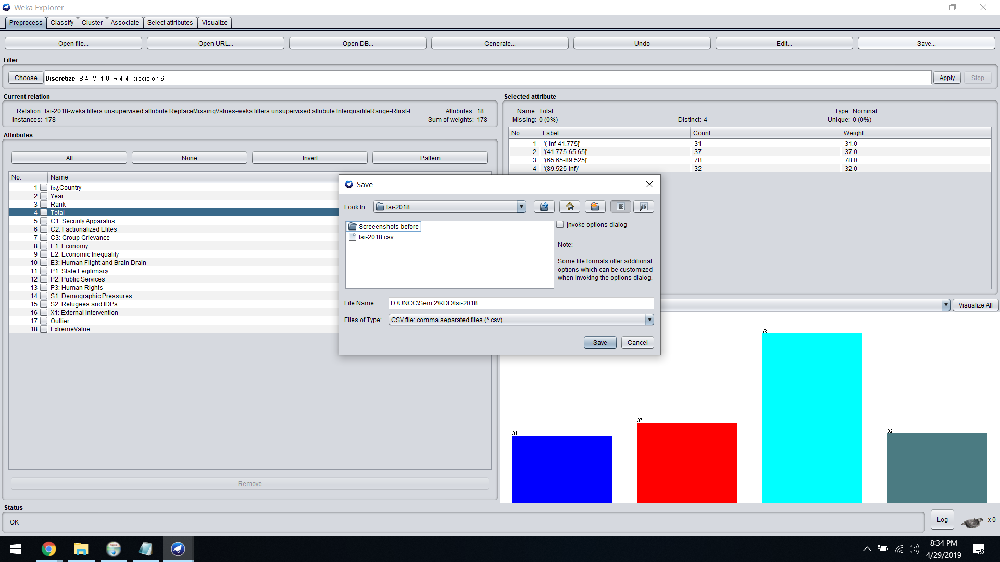 Weka Explorer
Preprocess Classify Cluster Associate Select attributes Visualize
Open file... Open URL... Open DB... Generate... Undo Edit... Save...
Filter
Choose Discretize -B 4 -M -1.0 -R 4-4 -precision 6 Apply Stop
Current relation
Relation: fsi-2018-weka.filters.unsupervised.attribute.ReplaceMissingValues-weka.filters.unsupervised.attribute.InterquartileRange-Rfirst-l... Attributes: 18
Instances: 178 Sum of weights: 178
Attributes
All None Invert Pattern
No. Name
1 ï»¿Country
2 Year
3 Rank
4 Total
5 C1: Security Apparatus
6 C2: Factionalized Elites
7 C3: Group Grievance
8 E1: Economy
9 E2: Economic Inequality
10 E3: Human Flight and Brain Drain
11 P1: State Legitimacy
12 P2: Public Services
13 P3: Human Rights
14 S1: Demographic Pressures
15 S2: Refugees and IDPs
16 X1: External Intervention
17 Outlier
18 ExtremeValue
Remove
Selected attribute
Name: Total Type: Nominal
Missing: 0 (0%) Distinct: 4 Unique: 0 (0%)
No. Label Count Weight
1 '(-inf-41.775]' 31 31.0
2 '(41.775-65.65]' 37 37.0
3 '(65.65-89.525]' 78 78.0
4 '(89.525-inf)' 32 32.0
Save
Look In: fsi-2018
Screeenshots before
fsi-2018.csv
Invoke options dialog
Note:
Some file formats offer additional
options which can be customized
when invoking the options dialog.
File Name: D:\UNCC\Sem 2\KDD\fsi-2018
Files of Type: CSV file: comma separated files (*.csv)
Save Cancel
Visualize All
31
37
78
32
Status
OK
Log x 0
8:34 PM
4/29/2019